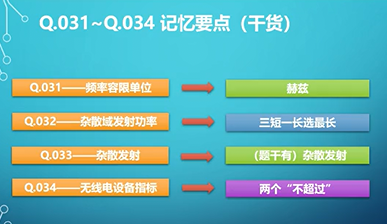 Q.031~Q.034 记忆要点（干货）
Q.031——频率容限单位 赫兹
Q.032——杂散域发射功率 三短一长选最长
Q.033——杂散发射 （题干有）杂散发射
Q.034——无线电设备指标 两个“不超过”